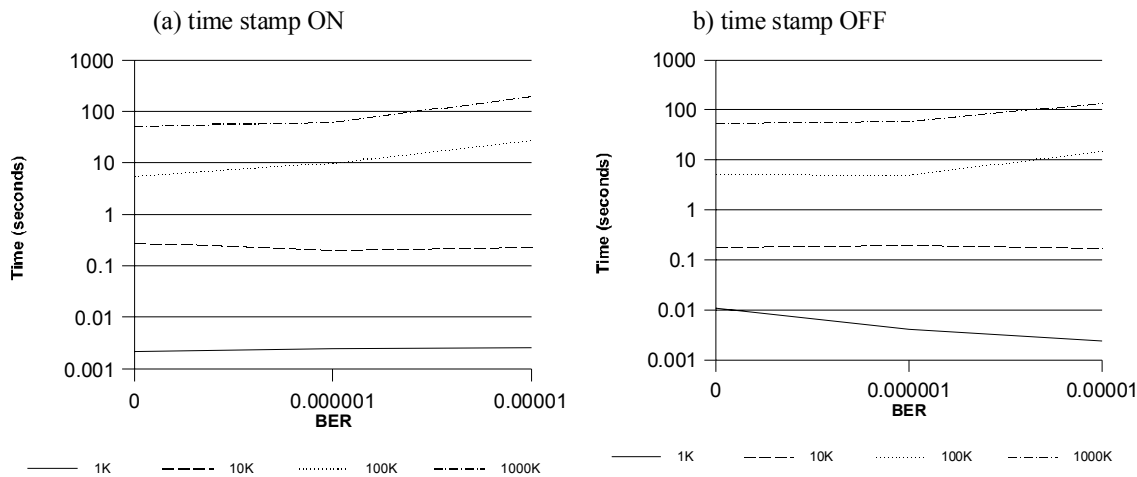 (a) time stamp ON
1000
100
10
1
0.1
0.01
0.001
Time (seconds)
0
0.000001
0.00001
BER
1K
10K
100K
1000K
b) time stamp OFF
1000
100
10
1
0.1
0.01
0.001
Time (seconds)
0
0.000001
0.00001
BER
1K
10K
100K
1000K